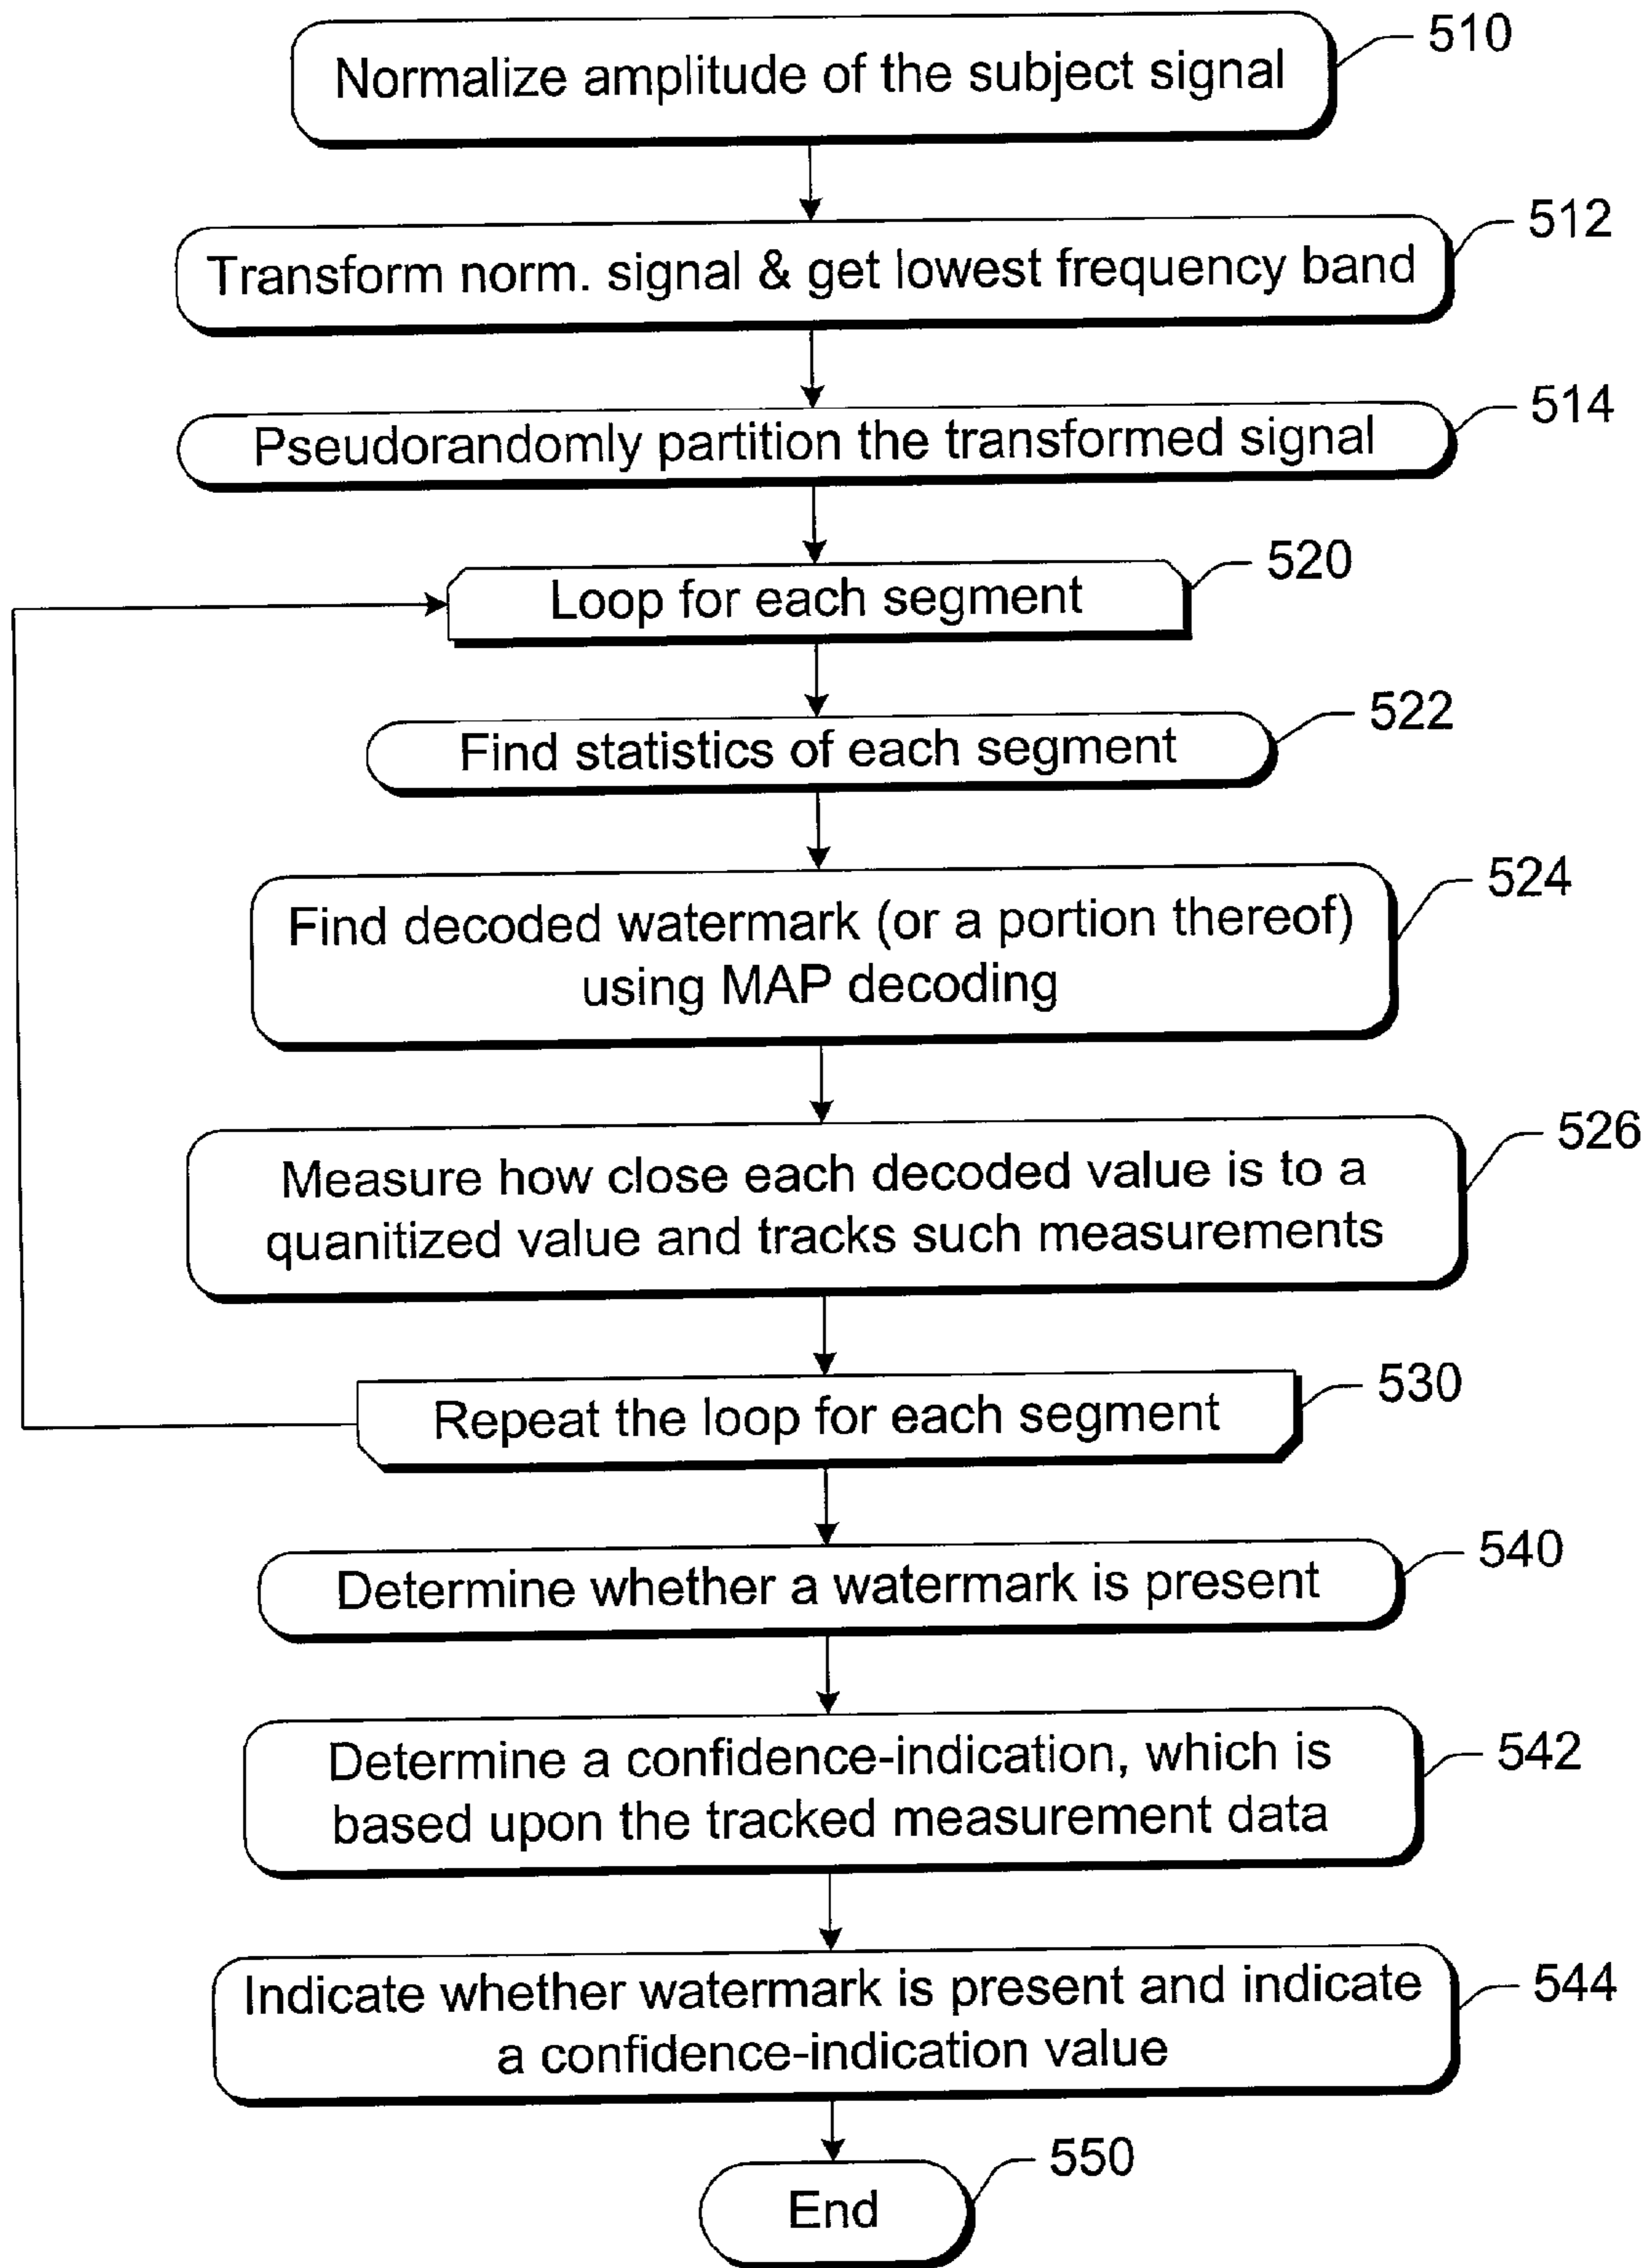 510
Normalize amplitude of the subject signal
512
Transform norm. signal & get lowest frequency band
514
Pseudorandomly partition the transformed signal
520
Loop for each segment
522
Find statistics of each segment
524
Find decoded watermark (or a portion thereof)
using MAP decoding
526
Measure how close each decoded value is to a
quanitized value and tracks such measurements
530
Repeat the loop for each segment
540
Determine whether a watermark is present
542
Determine a confidence-indication, which is
based upon the tracked measurement data
544
Indicate whether watermark is present and indicate
a confidence-indication value
550
End